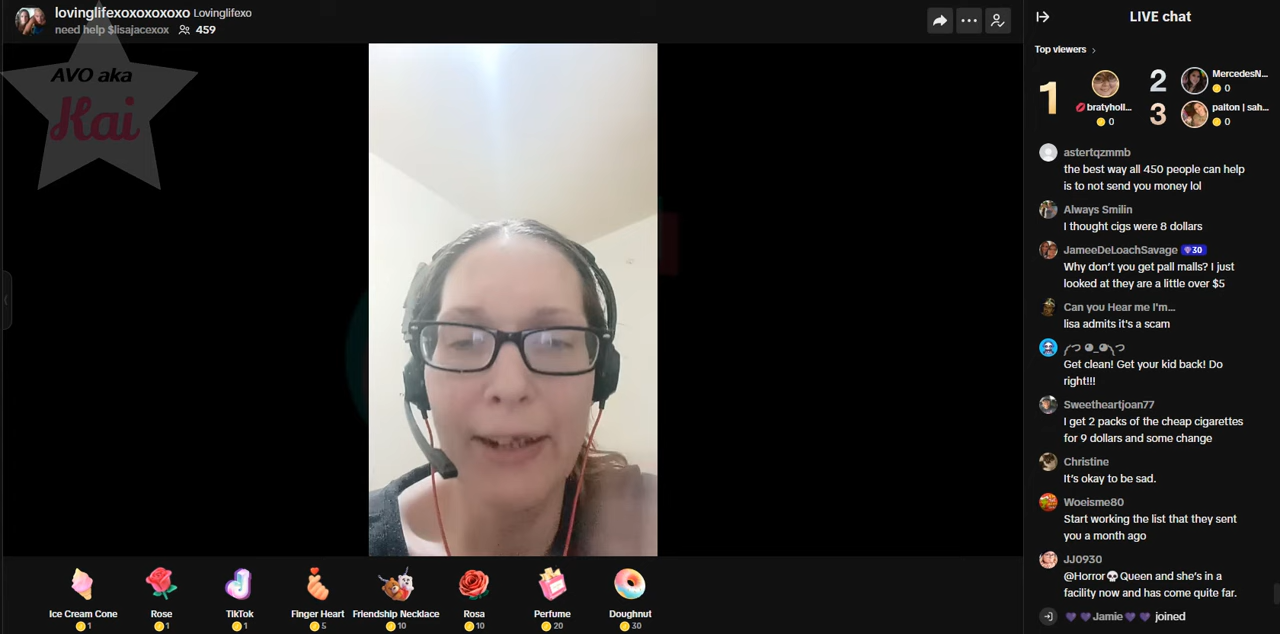 lovinglifexoxoxoxoxo Lovinglifexo
need help $lisajacexox 459
AVO aka
Kai
LIVE chat
Top viewers
1
bratyholl...
0
2
MercedesN...
0
3
palton | sah...
0
astertqzmmb
the best way all 450 people can help
is to not send you money lol
Always Smilin
I thought cigs were 8 dollars
JameeDeLoachSavage 30
Why don't you get pall malls? I just
looked at they are a little over $5
Can you Hear me I'm...
lisa admits it's a scam
Get clean! Get your kid back! Do
right!!!
Sweetheartjoan77
I get 2 packs of the cheap cigarettes
for 9 dollars and some change
Christine
It's okay to be sad.
Woeisme80
Start working the list that they sent
you a month ago
JJ0930
@Horror💀Queen and she's in a
facility now and has come quite far.
💜💜Jamie💜💜 joined
Ice Cream Cone
1
Rose
1
TikTok
1
Finger Heart
5
Friendship Necklace
10
Rosa
10
Perfume
20
Doughnut
30